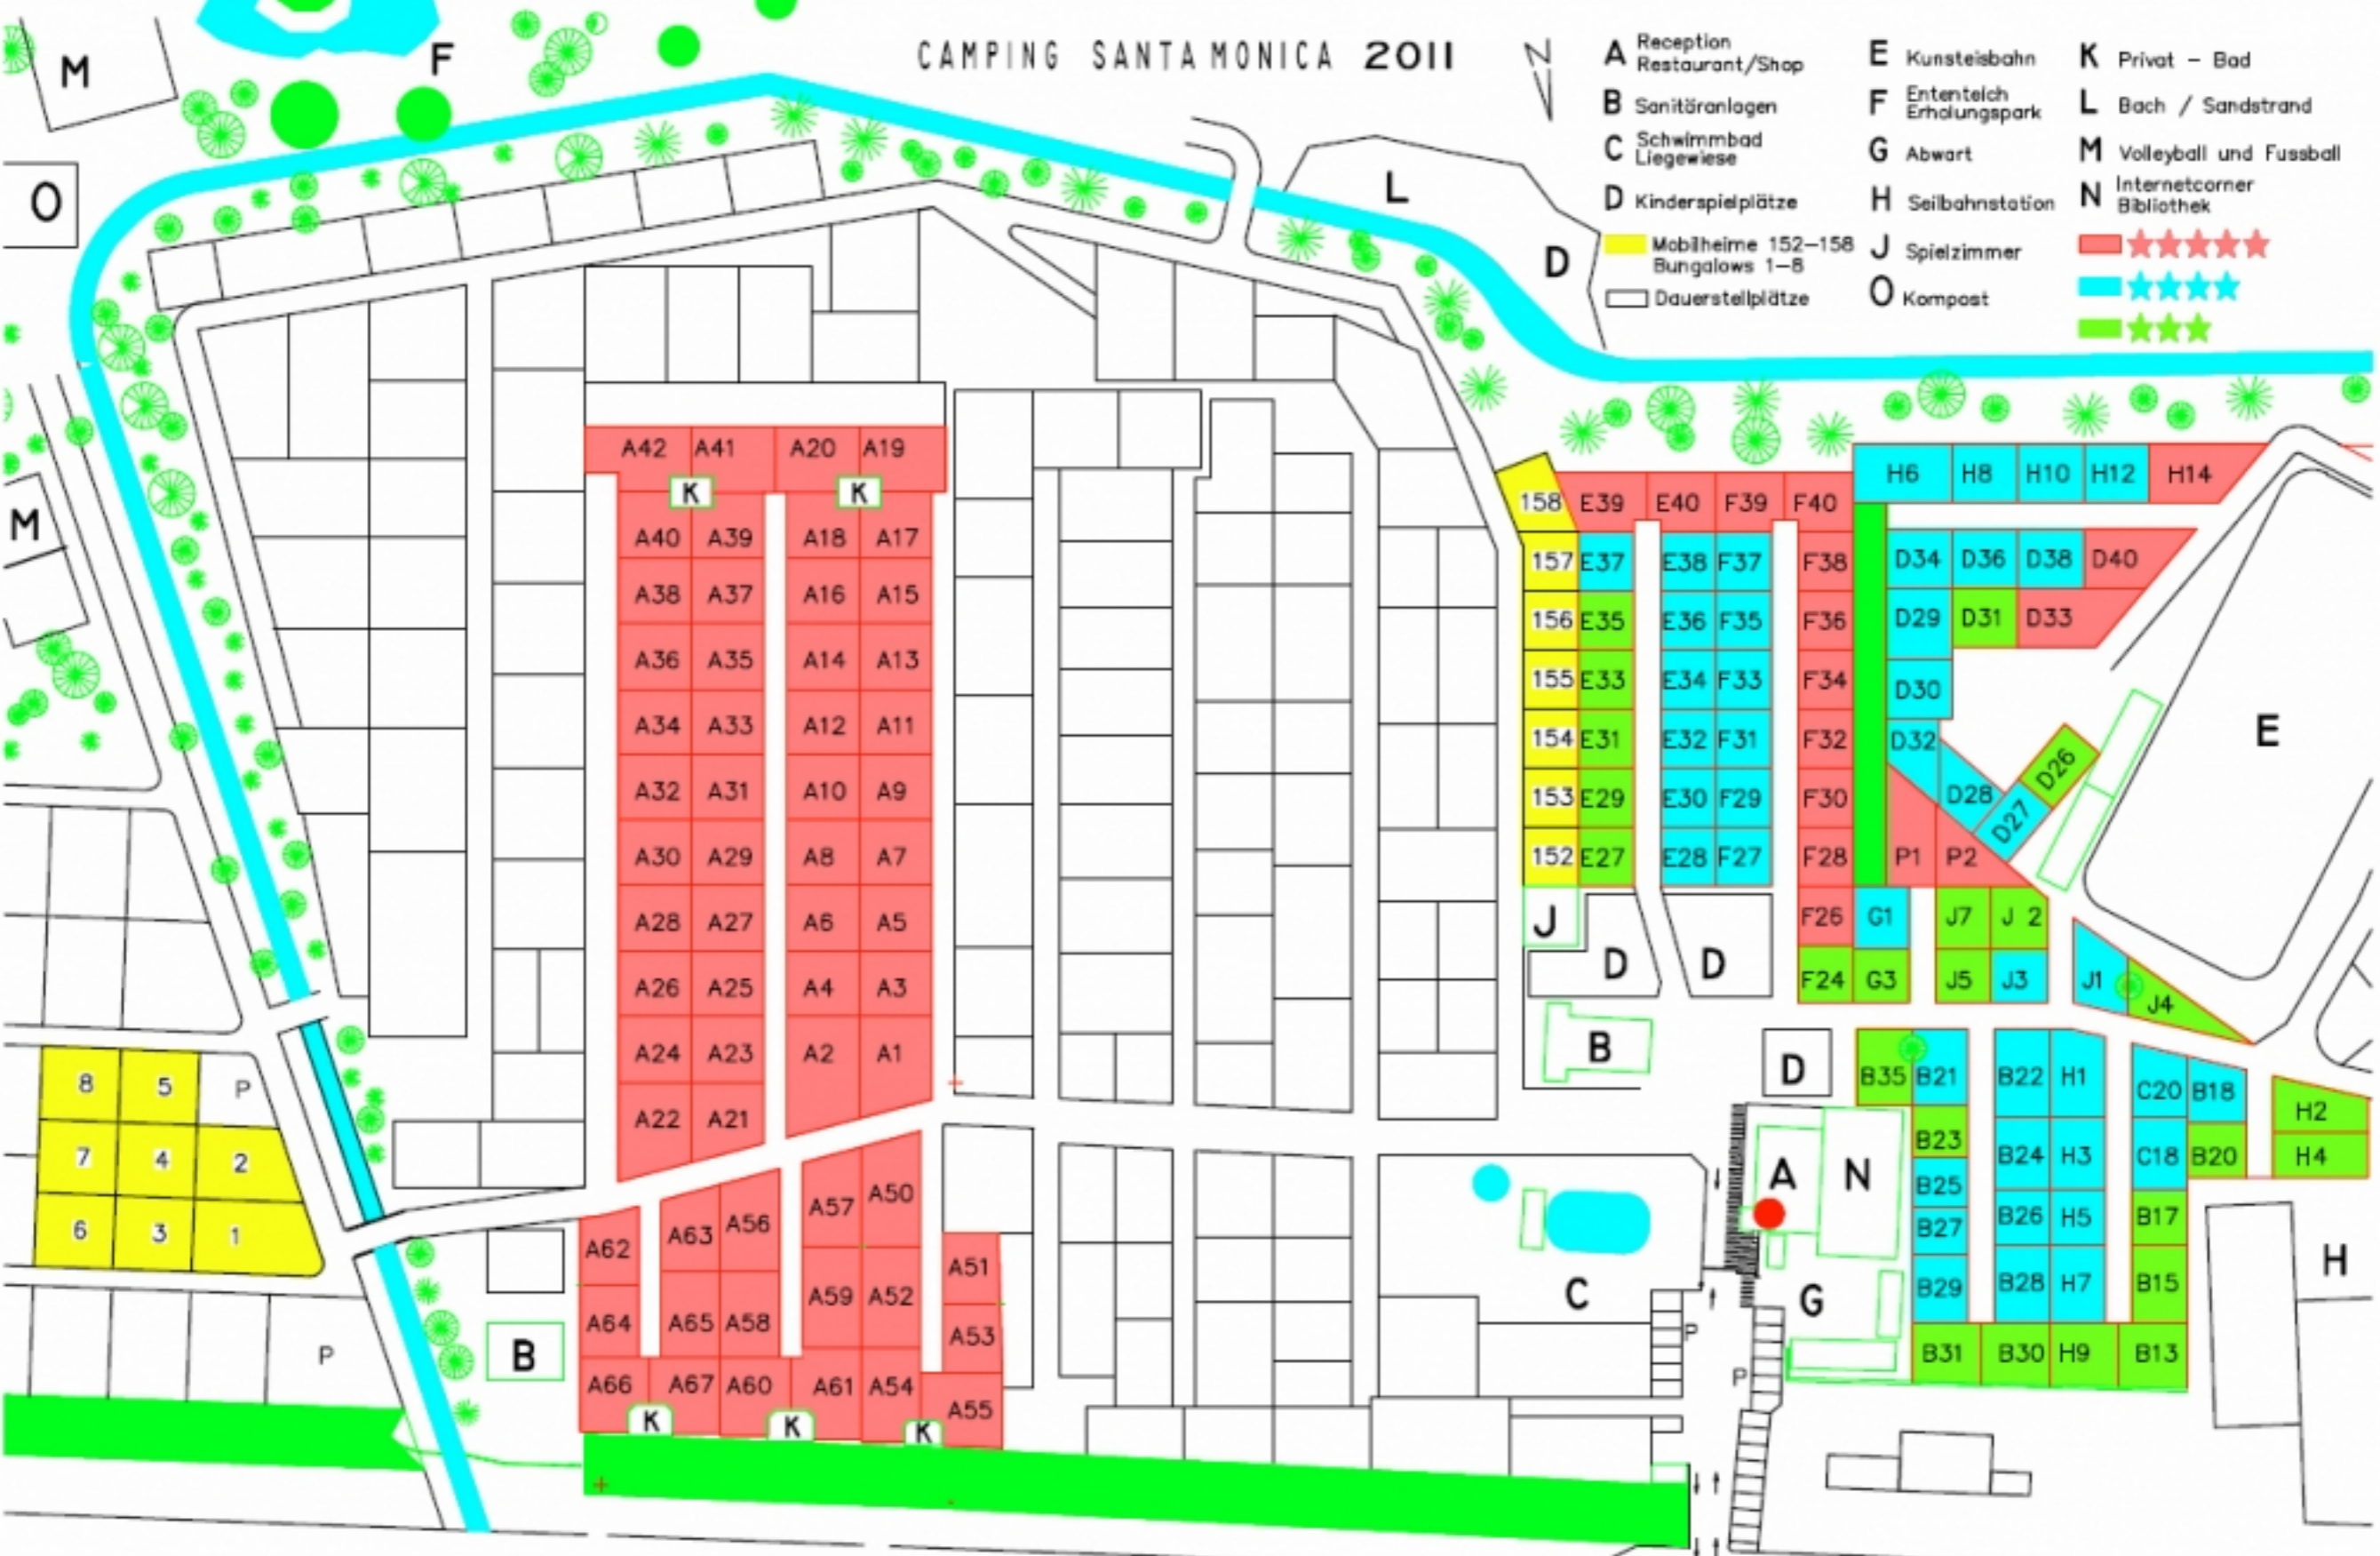 CAMPING SANTA MONICA 2011
N
A Reception
Restaurant/Shop
B Sanitäranlagen
C Schwimmbad
Liegewiese
D Kinderspielplätze
Mobilheime 152-158
Bungalows 1-8
Dauerstellplätze
E Kunsteisbahn
F Ententeich
Erholungspark
G Abwart
H Seilbahnstation
J Spielzimmer
O Kompost
K Privat - Bad
L Bach / Sandstrand
M Volleyball und Fussball
N Internetcorner
Bibliothek
M
F
O
L
D
M
A42 A41 A20 A19
K K
A40 A39 A18 A17
A38 A37 A16 A15
A36 A35 A14 A13
A34 A33 A12 A11
A32 A31 A10 A9
A30 A29 A8 A7
A28 A27 A6 A5
A26 A25 A4 A3
A24 A23 A2 A1
A22 A21
A62 A63 A56 A57 A50
A51
A64 A65 A58 A59 A52
A53
A66 A67 A60 A61 A54
A55
K K K
8 5 P
7 4 2
6 3 1
P
B
158 E39 E40 F39 F40
157 E37 E38 F37 F38
156 E35 E36 F35 F36
155 E33 E34 F33 F34
154 E31 E32 F31 F32
153 E29 E30 F29 F30
152 E27 E28 F27 F28
H6 H8 H10 H12 H14
D34 D36 D38 D40
D29 D31 D33
D30
D32
D28 D27 D26
E
P1 P2
J
F26 G1 J7 J 2
D D
F24 G3 J5 J3 J1
J4
B
D
B35 B21 B22 H1 C20 B18 H2
B23 B24 H3 C18 B20 H4
B25
B27 B26 H5 B17
B29 B28 H7 B15
B31 B30 H9 B13
A N
C
G
H
P
P